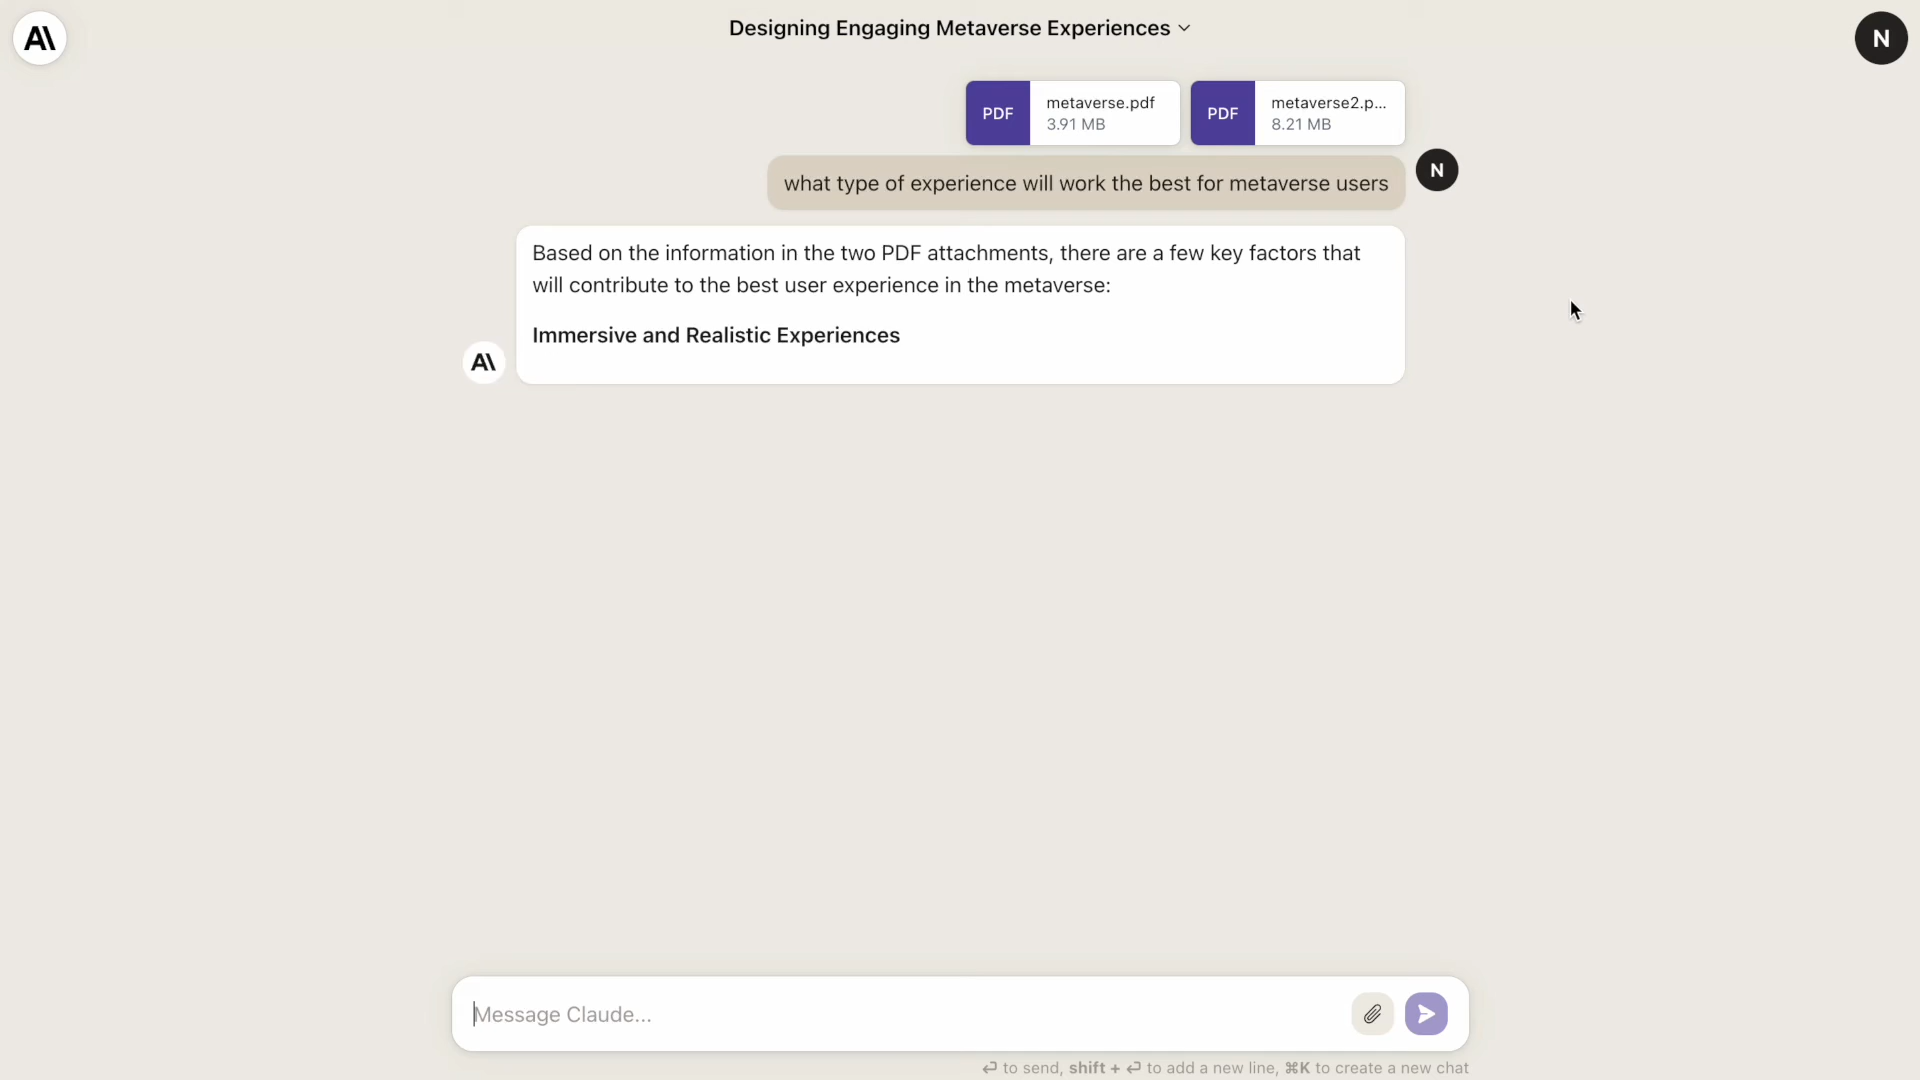 A\
Designing Engaging Metaverse Experiences
N
PDF
metaverse.pdf
3.91 MB
PDF
metaverse2.p...
8.21 MB
what type of experience will work the best for metaverse users
N
Based on the information in the two PDF attachments, there are a few key factors that
will contribute to the best user experience in the metaverse:
Immersive and Realistic Experiences
A\
Message Claude...
⏎ to send, shift + ⏎ to add a new line, ⌘K to create a new chat